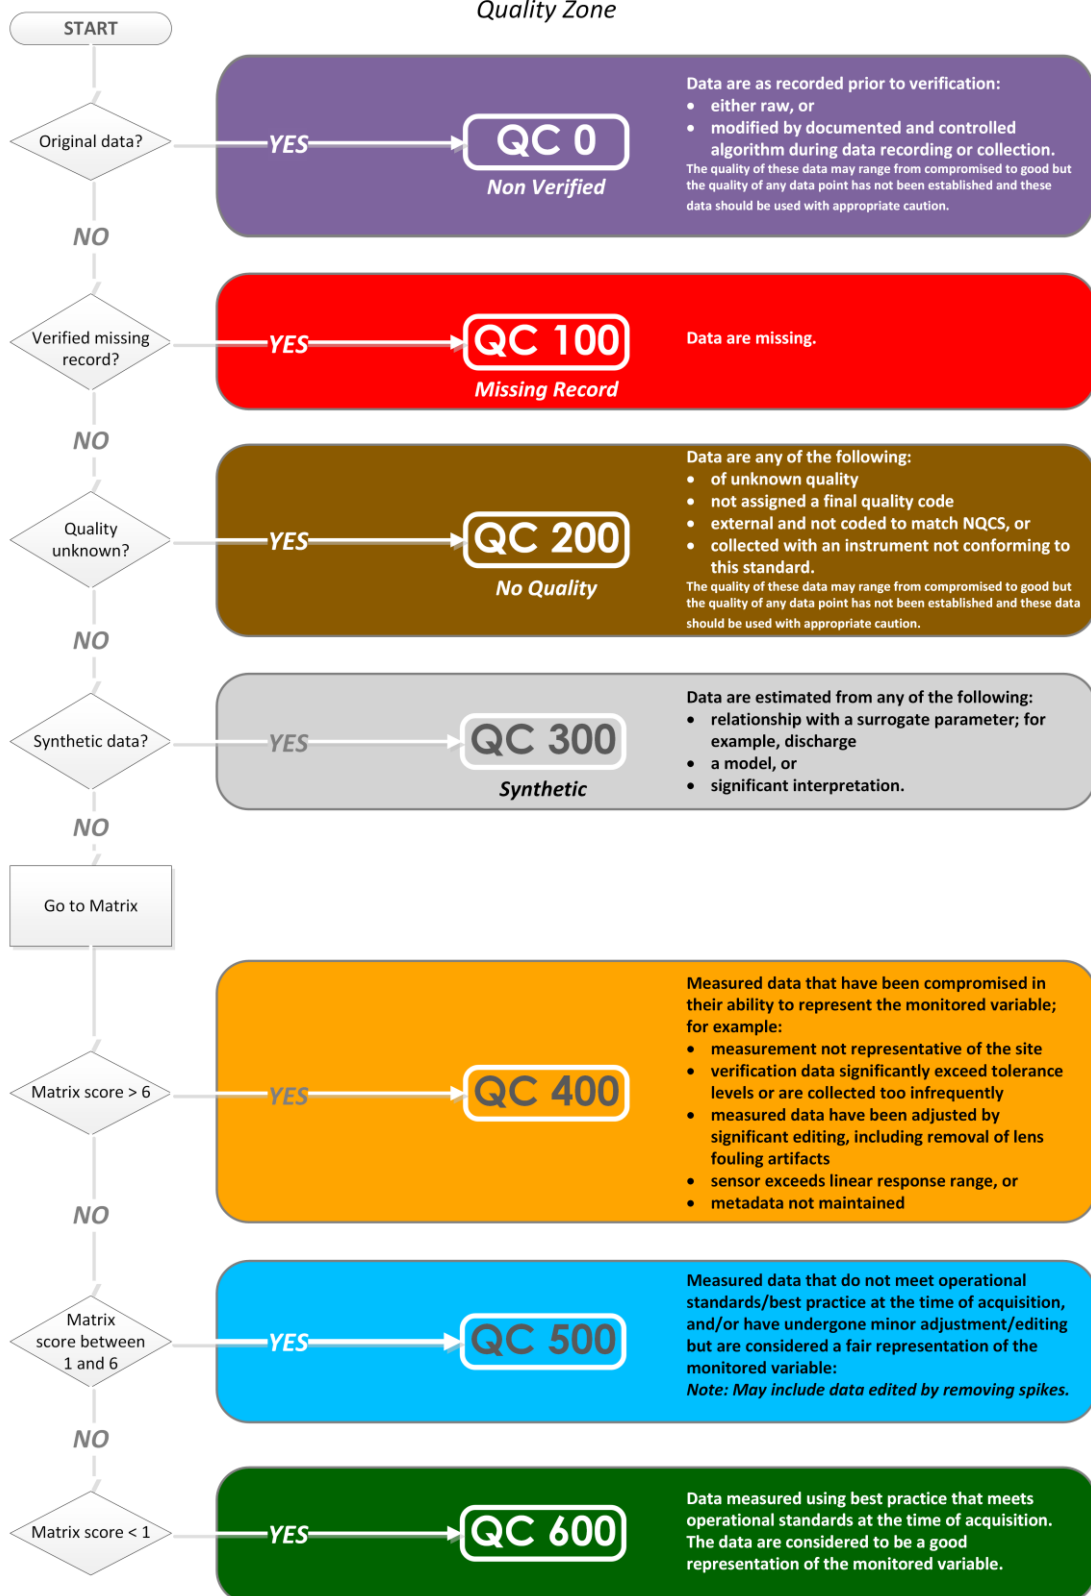 Quality Zone
START
Original data?
YES
QC 0
Non Verified
Data are as recorded prior to verification:
• either raw, or
• modified by documented and controlled
algorithm during data recording or collection.
The quality of these data may range from compromised to good but
the quality of any data point has not been established and these
data should be used with appropriate caution.
NO
Verified missing
record?
YES
QC 100
Missing Record
Data are missing.
NO
Quality
unknown?
YES
QC 200
No Quality
Data are any of the following:
• of unknown quality
• not assigned a final quality code
• external and not coded to match NQCS, or
• collected with an instrument not conforming to
this standard.
The quality of these data may range from compromised to good but
the quality of any data point has not been established and these data
should be used with appropriate caution.
NO
Synthetic data?
YES
QC 300
Synthetic
Data are estimated from any of the following:
• relationship with a surrogate parameter; for
example, discharge
• a model, or
• significant interpretation.
NO
Go to Matrix
Matrix score > 6
YES
QC 400
Measured data that have been compromised in
their ability to represent the monitored variable;
for example:
• measurement not representative of the site
• verification data significantly exceed tolerance
levels or are collected too infrequently
• measured data have been adjusted by
significant editing, including removal of lens
fouling artifacts
• sensor exceeds linear response range, or
• metadata not maintained
NO
Matrix
score between
1 and 6
YES
QC 500
Measured data that do not meet operational
standards/best practice at the time of acquisition,
and/or have undergone minor adjustment/editing
but are considered a fair representation of the
monitored variable:
Note: May include data edited by removing spikes.
NO
Matrix score < 1
YES
QC 600
Data measured using best practice that meets
operational standards at the time of acquisition.
The data are considered to be a good
representation of the monitored variable.